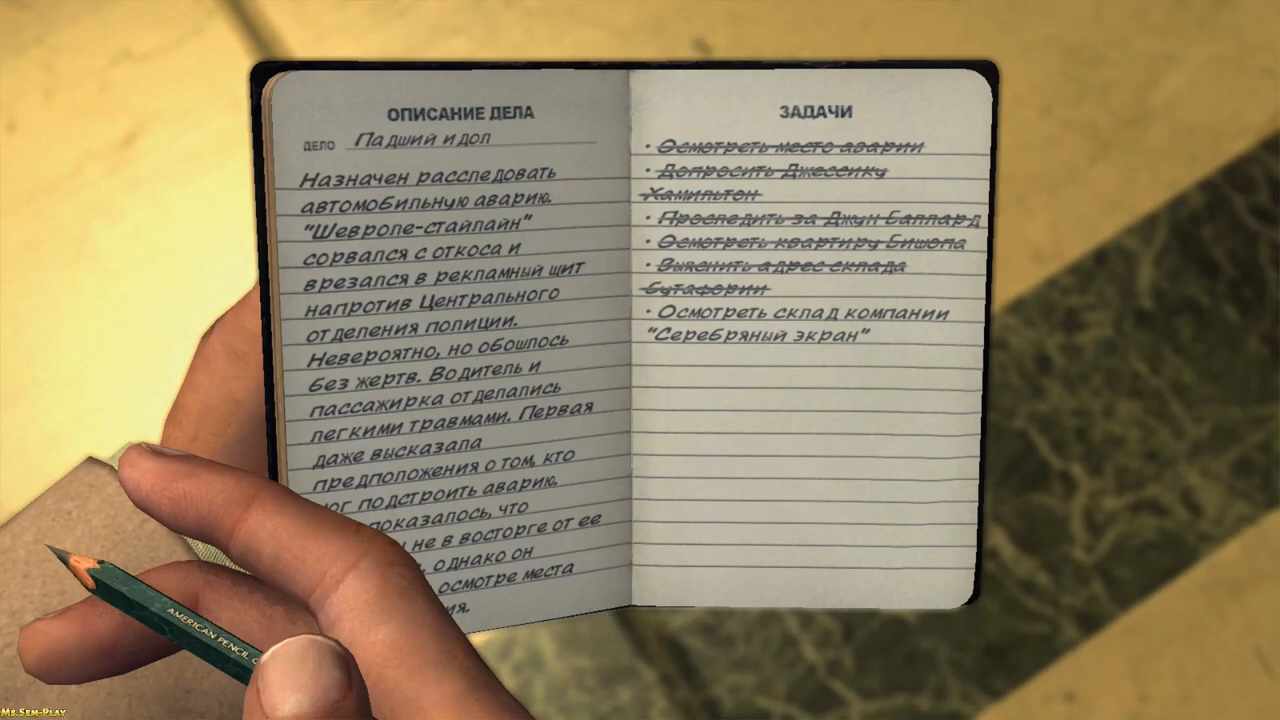 ОПИСАНИЕ ДЕЛА
ДЕЛО Падший идол
Назначен расследовать
автомобильную аварию.
"Шевроле-стайлайн"
сорвался с откоса и
врезался в рекламный щит
напротив Центрального
отделения полиции.
Невероятно, но обошлось
без жертв. Водитель и
пассажирка отделались
легкими травмами. Первая
даже высказала
предположения о том, кто
мог подстроить аварию.
показалось, что
не в восторге от ее
, однако он
осмотре места
ия.
ЗАДАЧИ
· Осмотреть место аварии
· Допросить Джессику
Хамильтон
· Проследить за Джун Баллард
· Осмотреть квартиру Бишопа
· Выяснить адрес склада
бутафории
· Осмотреть склад компании
"Серебряный экран"
AMERICAN PENCIL C
Ms.Sem-Play